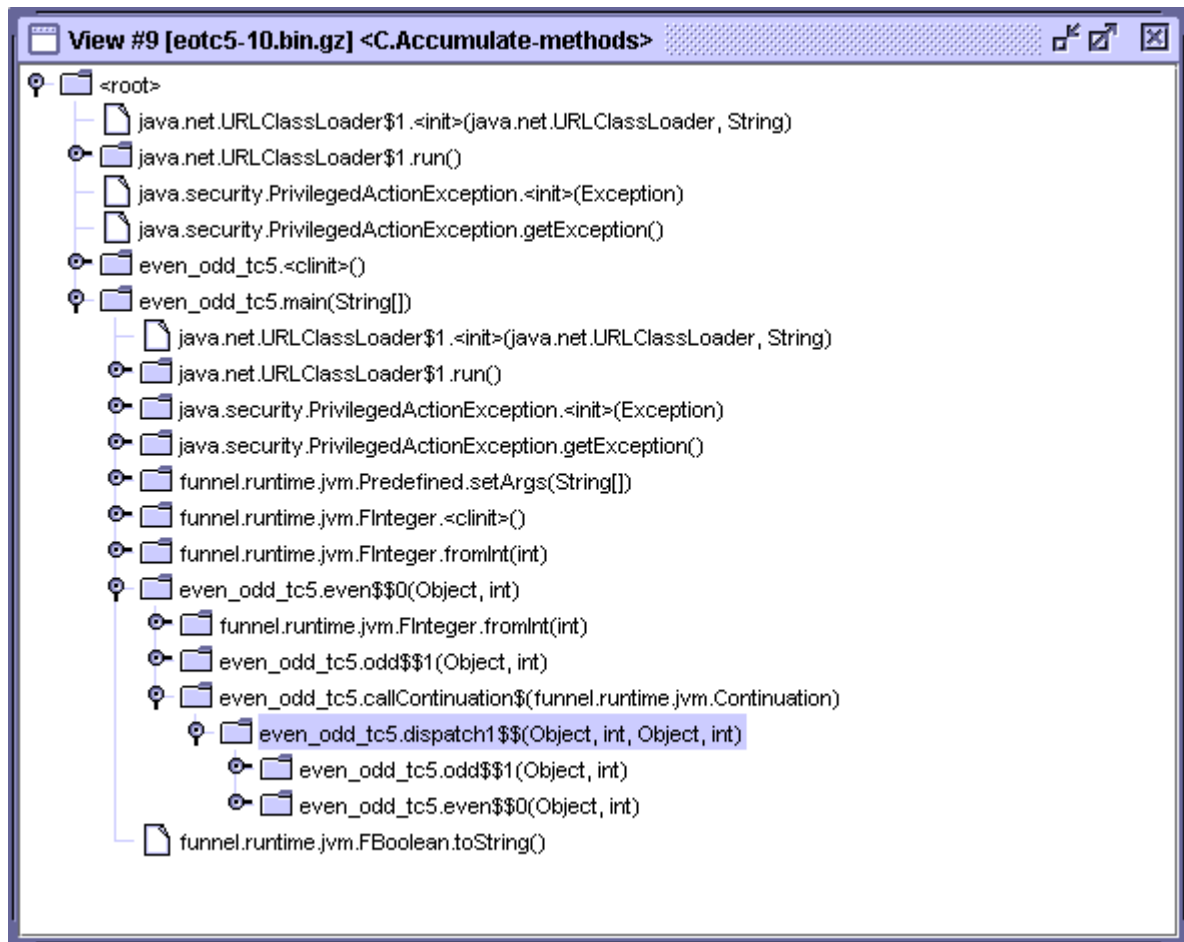 View #9 [eotc5-10.bin.gz] <C.Accumulate-methods>
<root>
java.net.URLClassLoader$1.<init>(java.net.URLClassLoader, String)
java.net.URLClassLoader$1.run()
java.security.PrivilegedActionException.<init>(Exception)
java.security.PrivilegedActionException.getException()
even_odd_tc5.<clinit>()
even_odd_tc5.main(String[])
java.net.URLClassLoader$1.<init>(java.net.URLClassLoader, String)
java.net.URLClassLoader$1.run()
java.security.PrivilegedActionException.<init>(Exception)
java.security.PrivilegedActionException.getException()
funnel.runtime.jvm.Predefined.setArgs(String[])
funnel.runtime.jvm.FInteger.<clinit>()
funnel.runtime.jvm.FInteger.fromInt(int)
even_odd_tc5.even$$0(Object, int)
funnel.runtime.jvm.FInteger.fromInt(int)
even_odd_tc5.odd$$1(Object, int)
even_odd_tc5.callContinuation$(funnel.runtime.jvm.Continuation)
even_odd_tc5.dispatch1$$(Object, int, Object, int)
even_odd_tc5.odd$$1(Object, int)
even_odd_tc5.even$$0(Object, int)
funnel.runtime.jvm.FBoolean.toString()